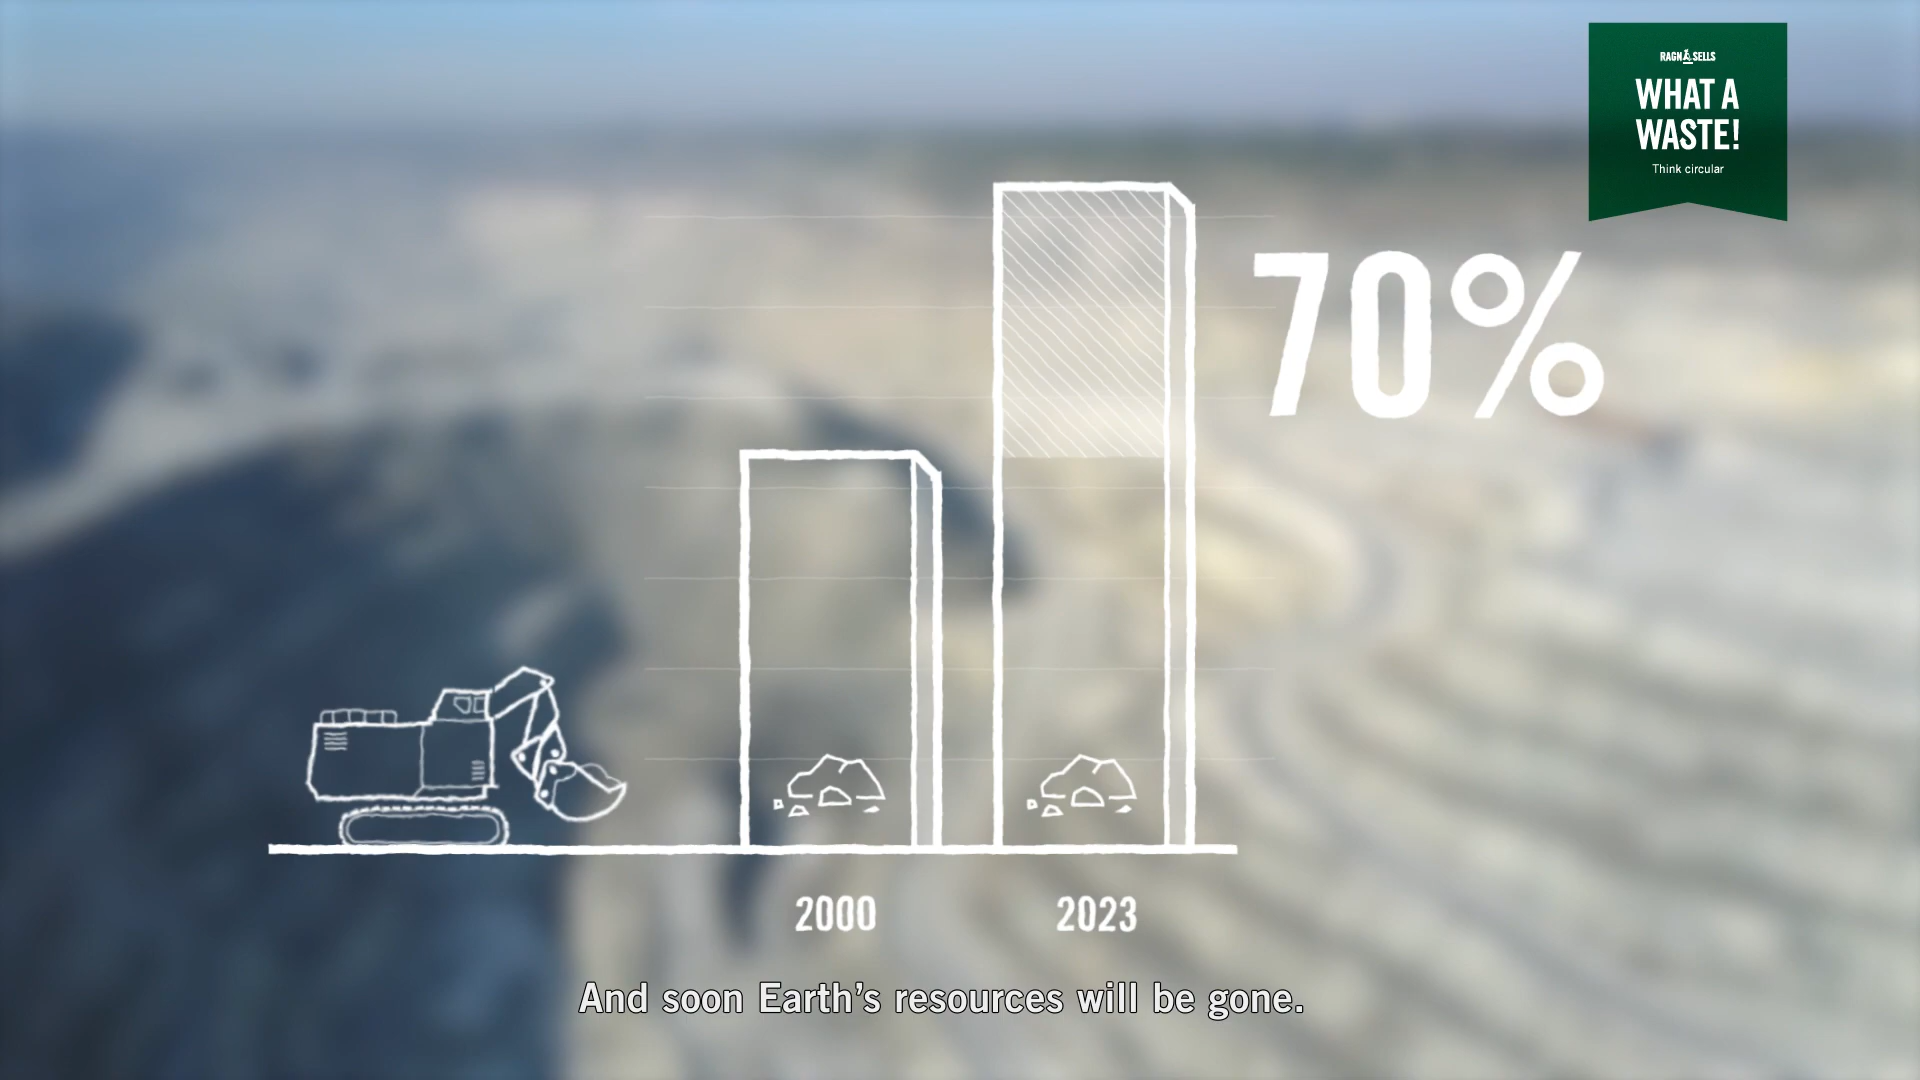 RAGN SELLS
WHAT A
WASTE!
Think circular
70%
2000
2023
And soon Earth's resources will be gone.